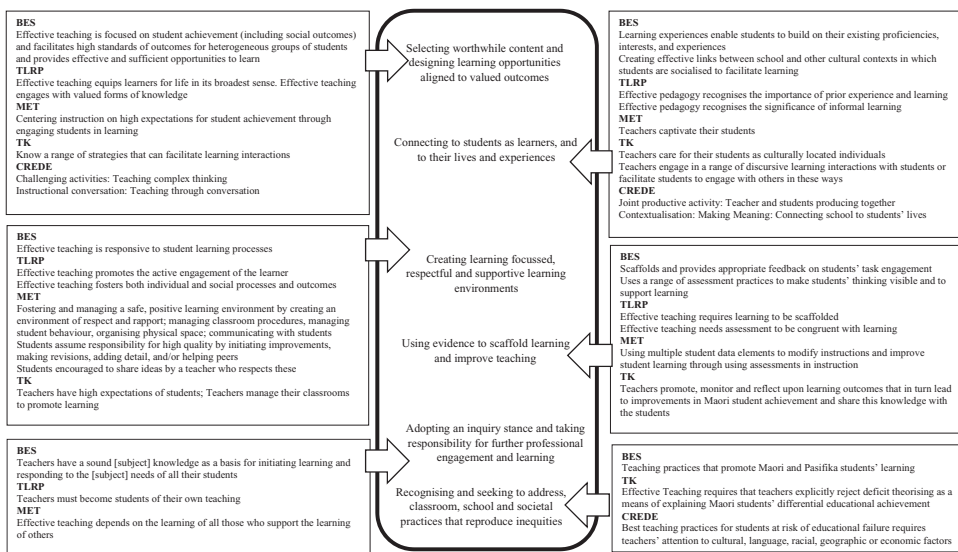 BES
Effective teaching is focused on student achievement (including social outcomes)
and facilitates high standards of outcomes for heterogeneous groups of students
and provides effective and sufficient opportunities to learn
TLRP
Effective teaching equips learners for life in its broadest sense. Effective teaching
engages with valued forms of knowledge
MET
Centering instruction on high expectations for student achievement through
engaging students in learning
TK
Know a range of strategies that can facilitate learning interactions
CREDE
Challenging activities: Teaching complex thinking
Instructional conversation: Teaching through conversation
BES
Effective teaching is responsive to student learning processes
TLRP
Effective teaching promotes the active engagement of the learner
Effective teaching fosters both individual and social processes and outcomes
MET
Fostering and managing a safe, positive learning environment by creating an
environment of respect and rapport; managing classroom procedures, managing
student behaviour, organising physical space; communicating with students
Students assume responsibility for high quality by initiating improvements,
making revisions, adding detail, and/or helping peers
Students encouraged to share ideas by a teacher who respects these
TK
Teachers have high expectations of students; Teachers manage their classrooms
to promote learning
BES
Teachers have a sound [subject] knowledge as a basis for initiating learning and
responding to the [subject] needs of all their students
TLRP
Teachers must become students of their own teaching
MET
Effective teaching depends on the learning of all those who support the learning
of others
Selecting worthwhile content and
designing learning opportunities
aligned to valued outcomes
Connecting to students as learners, and
to their lives and experiences
Creating learning focussed,
respectful and supportive learning
environments
Using evidence to scaffold learning
and improve teaching
Adopting an inquiry stance and taking
responsibility for further professional
engagement and learning
Recognising and seeking to address,
classroom, school and societal
practices that reproduce inequities
BES
Learning experiences enable students to build on their existing proficiencies,
interests, and experiences
Creating effective links between school and other cultural contexts in which
students are socialised to facilitate learning
TLRP
Effective pedagogy recognises the importance of prior experience and learning
Effective pedagogy recognises the significance of informal learning
MET
Teachers captivate their students
TK
Teachers care for their students as culturally located individuals
Teachers engage in a range of discursive learning interactions with students or
facilitate students to engage with others in these ways
CREDE
Joint productive activity: Teacher and students producing together
Contextualisation: Making Meaning: Connecting school to students' lives
BES
Scaffolds and provides appropriate feedback on students' task engagement
Uses a range of assessment practices to make students' thinking visible and to
support learning
TLRP
Effective teaching requires learning to be scaffolded
Effective teaching needs assessment to be congruent with learning
MET
Using multiple student data elements to modify instructions and improve
student learning through using assessments in instruction
TK
Teachers promote, monitor and reflect upon learning outcomes that in turn lead
to improvements in Maori student achievement and share this knowledge with
the students
BES
Teaching practices that promote Maori and Pasifika students' learning
TK
Effective Teaching requires that teachers explicitly reject deficit theorising as a
means of explaining Maori students' differential educational achievement
CREDE
Best teaching practices for students at risk of educational failure requires
teachers' attention to cultural, language, racial, geographic or economic factors